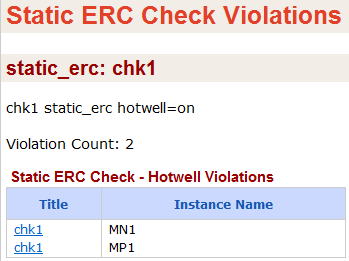 Static ERC Check Violations
static_erc: chk1
chk1 static_erc hotwell=on
Violation Count: 2
Static ERC Check - Hotwell Violations
Title Instance Name
chk1 MN1
chk1 MP1